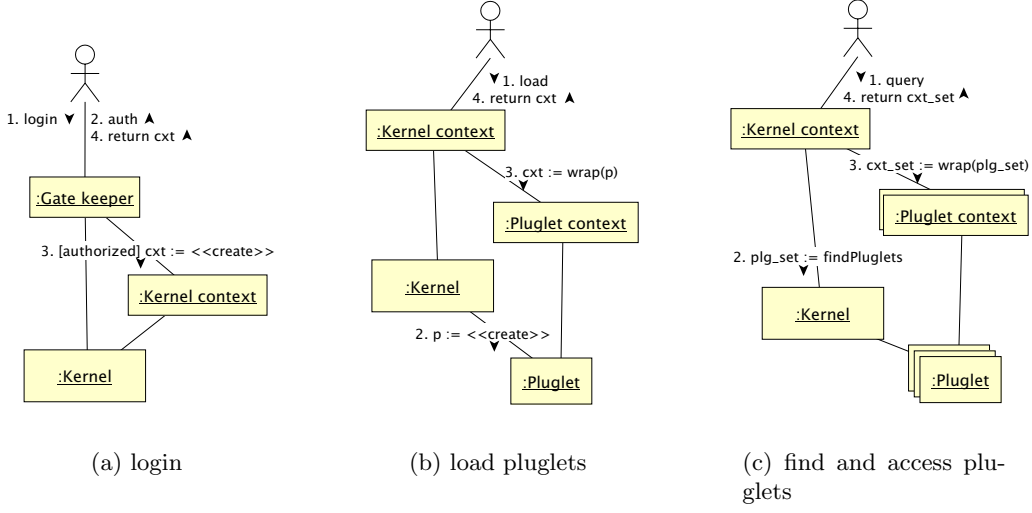 1. login
2. auth
4. return cxt
:Gate keeper
3. [authorized] cxt := <<create>>
:Kernel context
:Kernel
(a) login
1. load
4. return cxt
:Kernel context
3. cxt := wrap(p)
:Pluglet context
:Kernel
2. p := <<create>>
:Pluglet
(b) load pluglets
1. query
4. return cxt_set
:Kernel context
3. cxt_set := wrap(plg_set)
:Pluglet context
2. plg_set := findPluglets
:Kernel
:Pluglet
(c) find and access plu-
glets